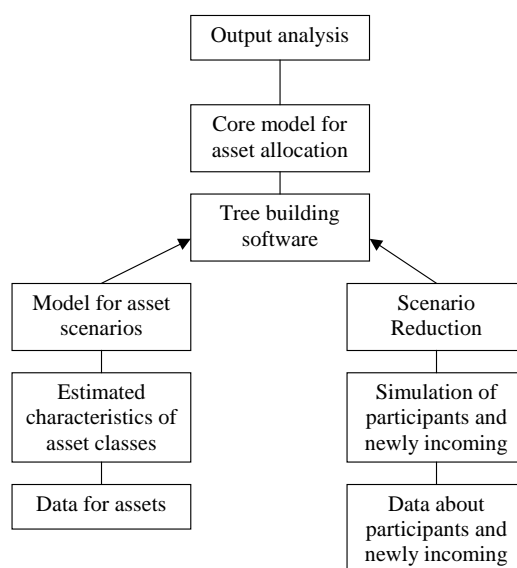 Output analysis
Core model for
asset allocation
Tree building
software
Model for asset
scenarios
Estimated
characteristics of
asset classes
Data for assets
Scenario
Reduction
Simulation of
participants and
newly incoming
Data about
participants and
newly incoming